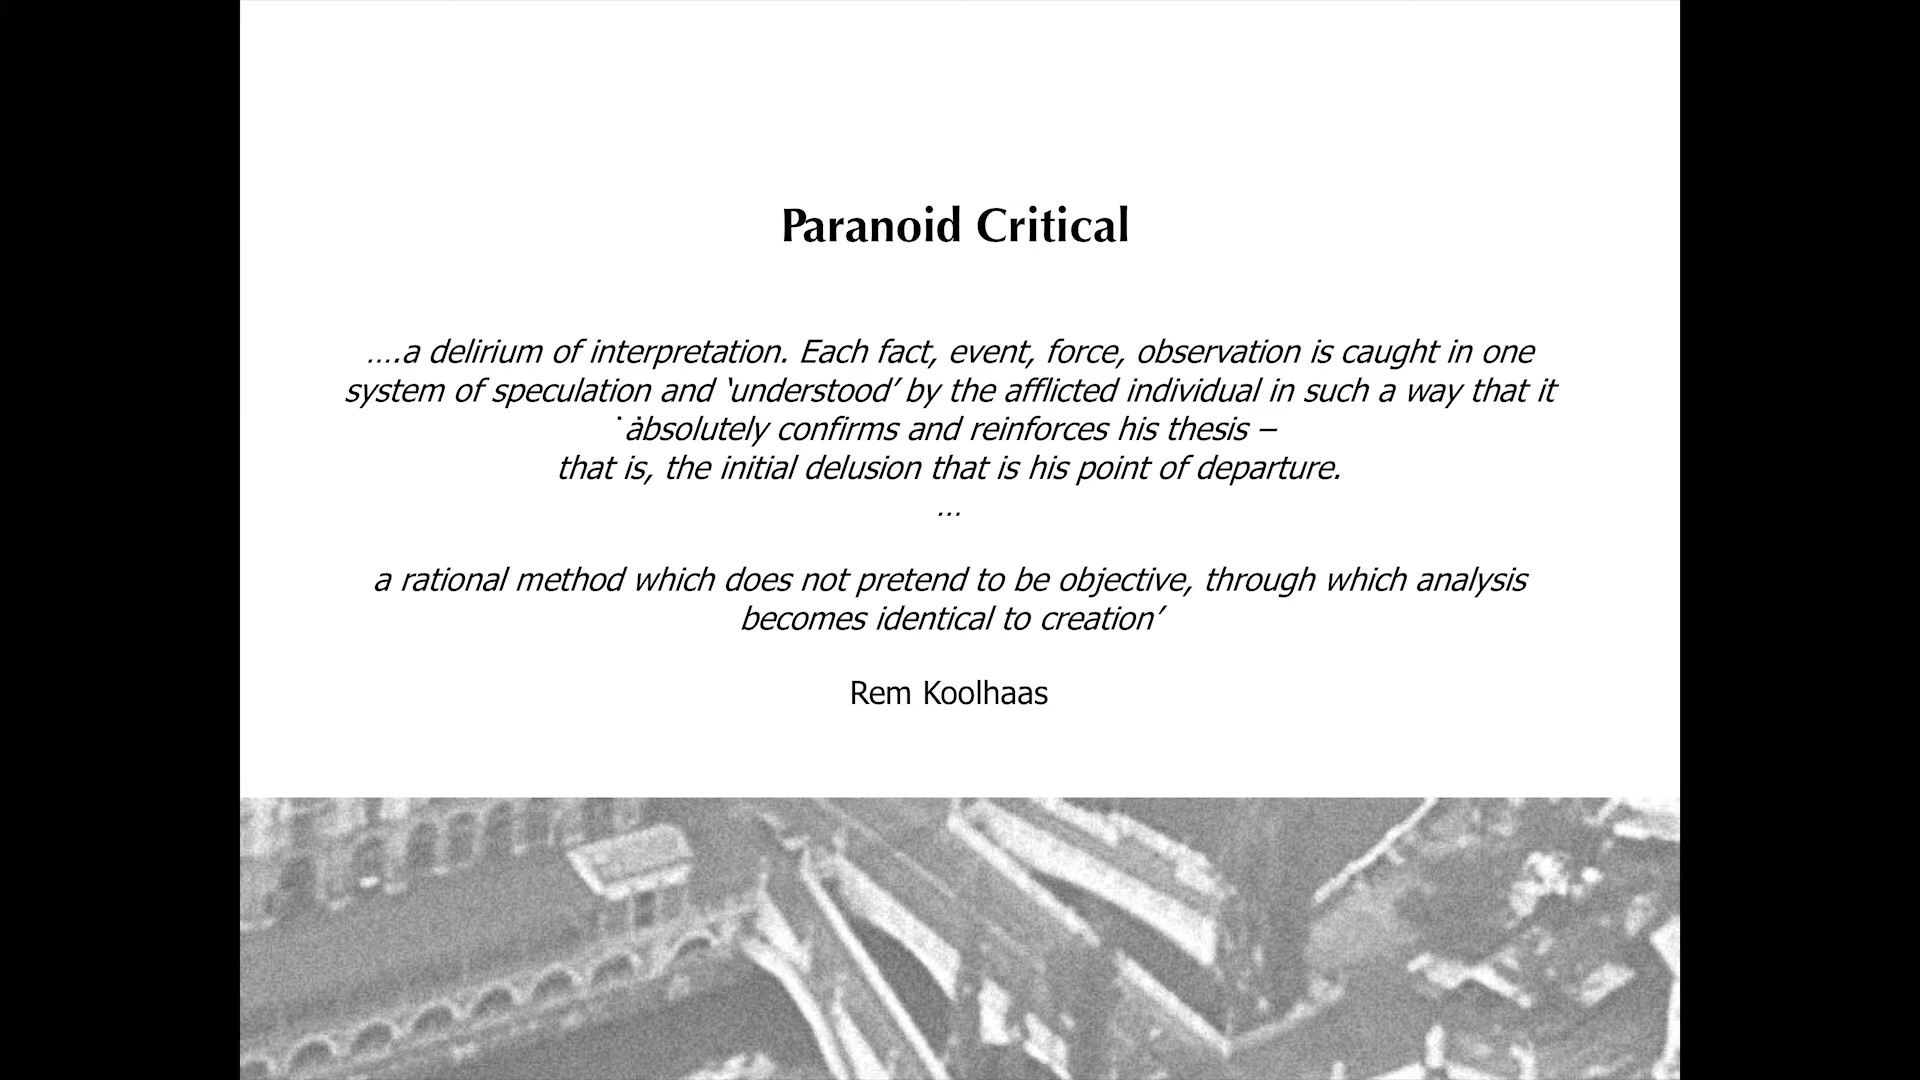 Paranoid Critical
….a delirium of interpretation. Each fact, event, force, observation is caught in one
system of speculation and ‘understood’ by the afflicted individual in such a way that it
absolutely confirms and reinforces his thesis –
that is, the initial delusion that is his point of departure.
…
a rational method which does not pretend to be objective, through which analysis
becomes identical to creation’
Rem Koolhaas